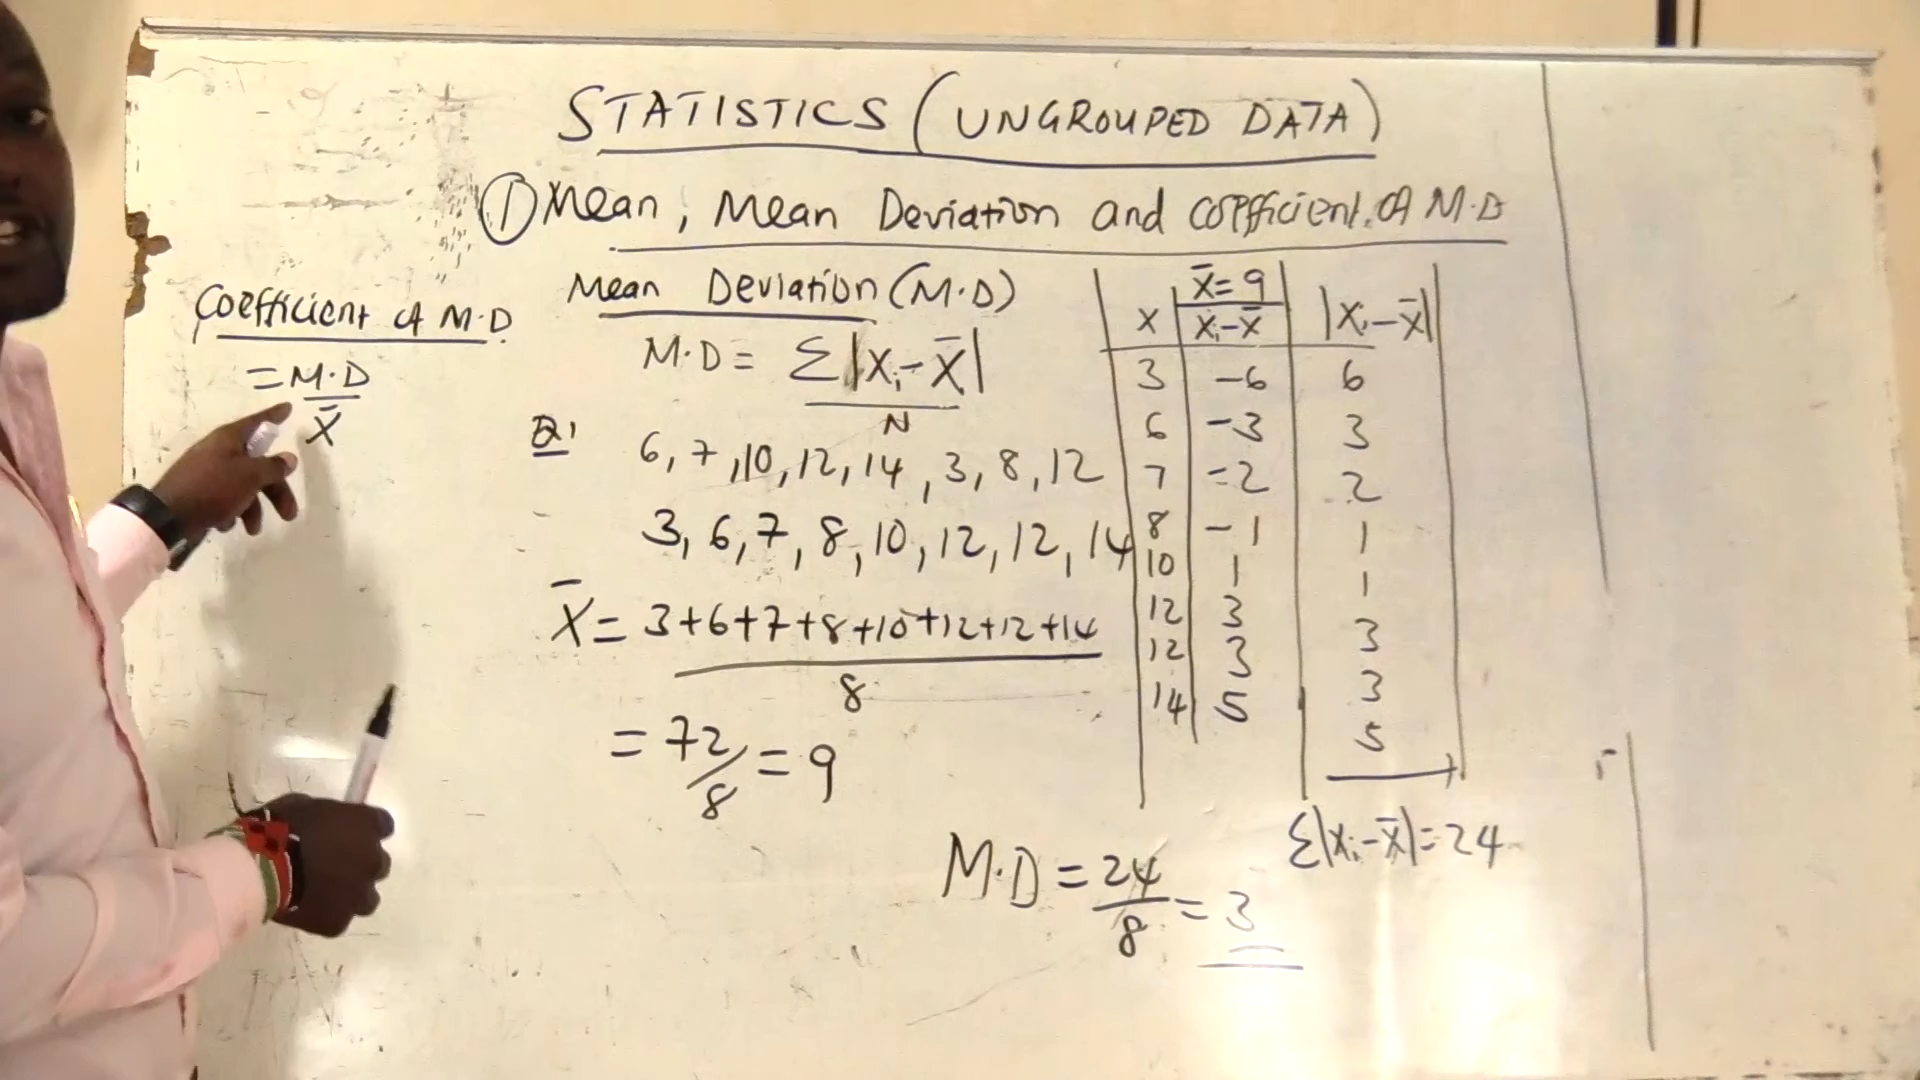 STATISTICS (UNGROUPED DATA)
① Mean, Mean Deviation and coefficient of M.D
Coefficient of M.D
= M.D / X̄
Mean Deviation (M.D)
M.D = Σ|Xᵢ - X̄| / N
Q1
6, 7, 10, 12, 14, 3, 8, 12
3, 6, 7, 8, 10, 12, 12, 14
X̄ = 3+6+7+8+10+12+12+14 / 8
= 72/8 = 9
X̄ = 9
X Xᵢ-X̄ |Xᵢ-X̄|
3 -6 6
6 -3 3
7 -2 2
8 -1 1
10 1 1
12 3 3
12 3 3
14 5 5
Σ|Xᵢ-X̄| = 24
M.D = 24/8 = 3